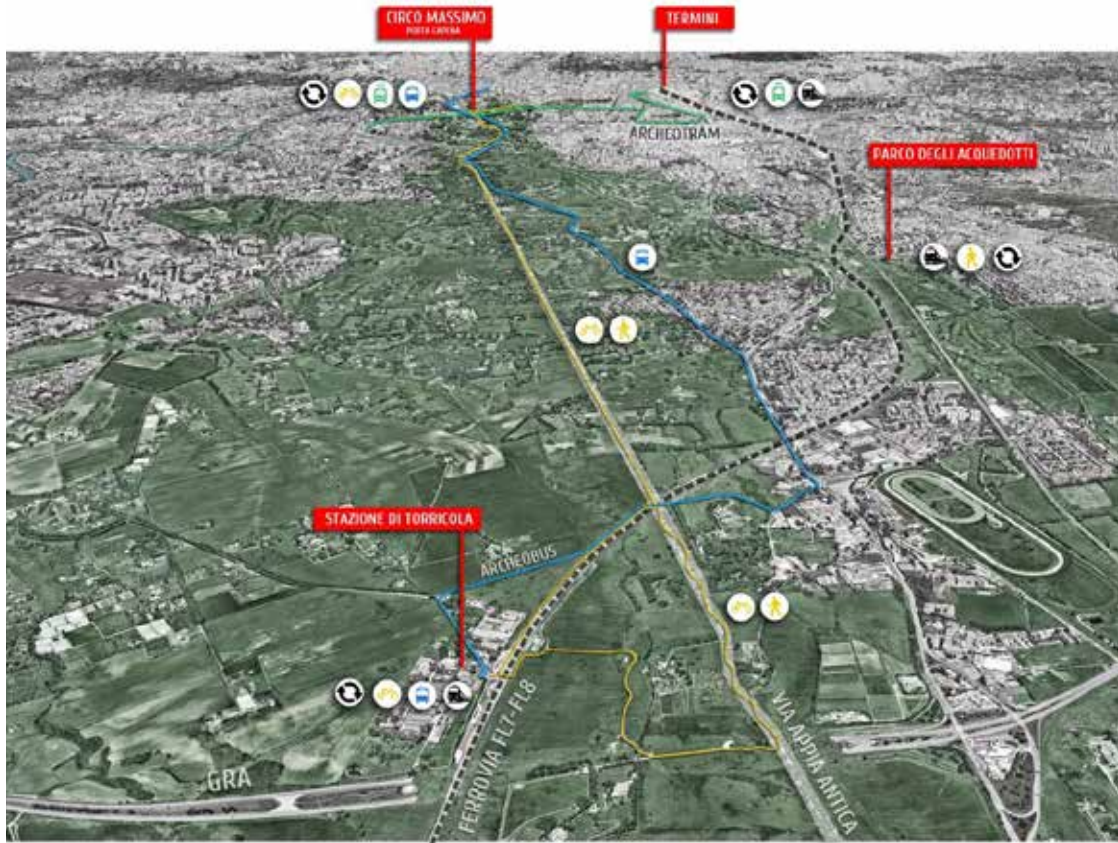 CIRCO MASSIMO
PORTA CAPENA
TERMINI
ARCHEOTRAM
PARCO DEGLI ACQUEDOTTI
STAZIONE DI TORRICOLA
ARCHEOBUS
GRA
FERROVIA FL7-FL8
VIA APPIA ANTICA